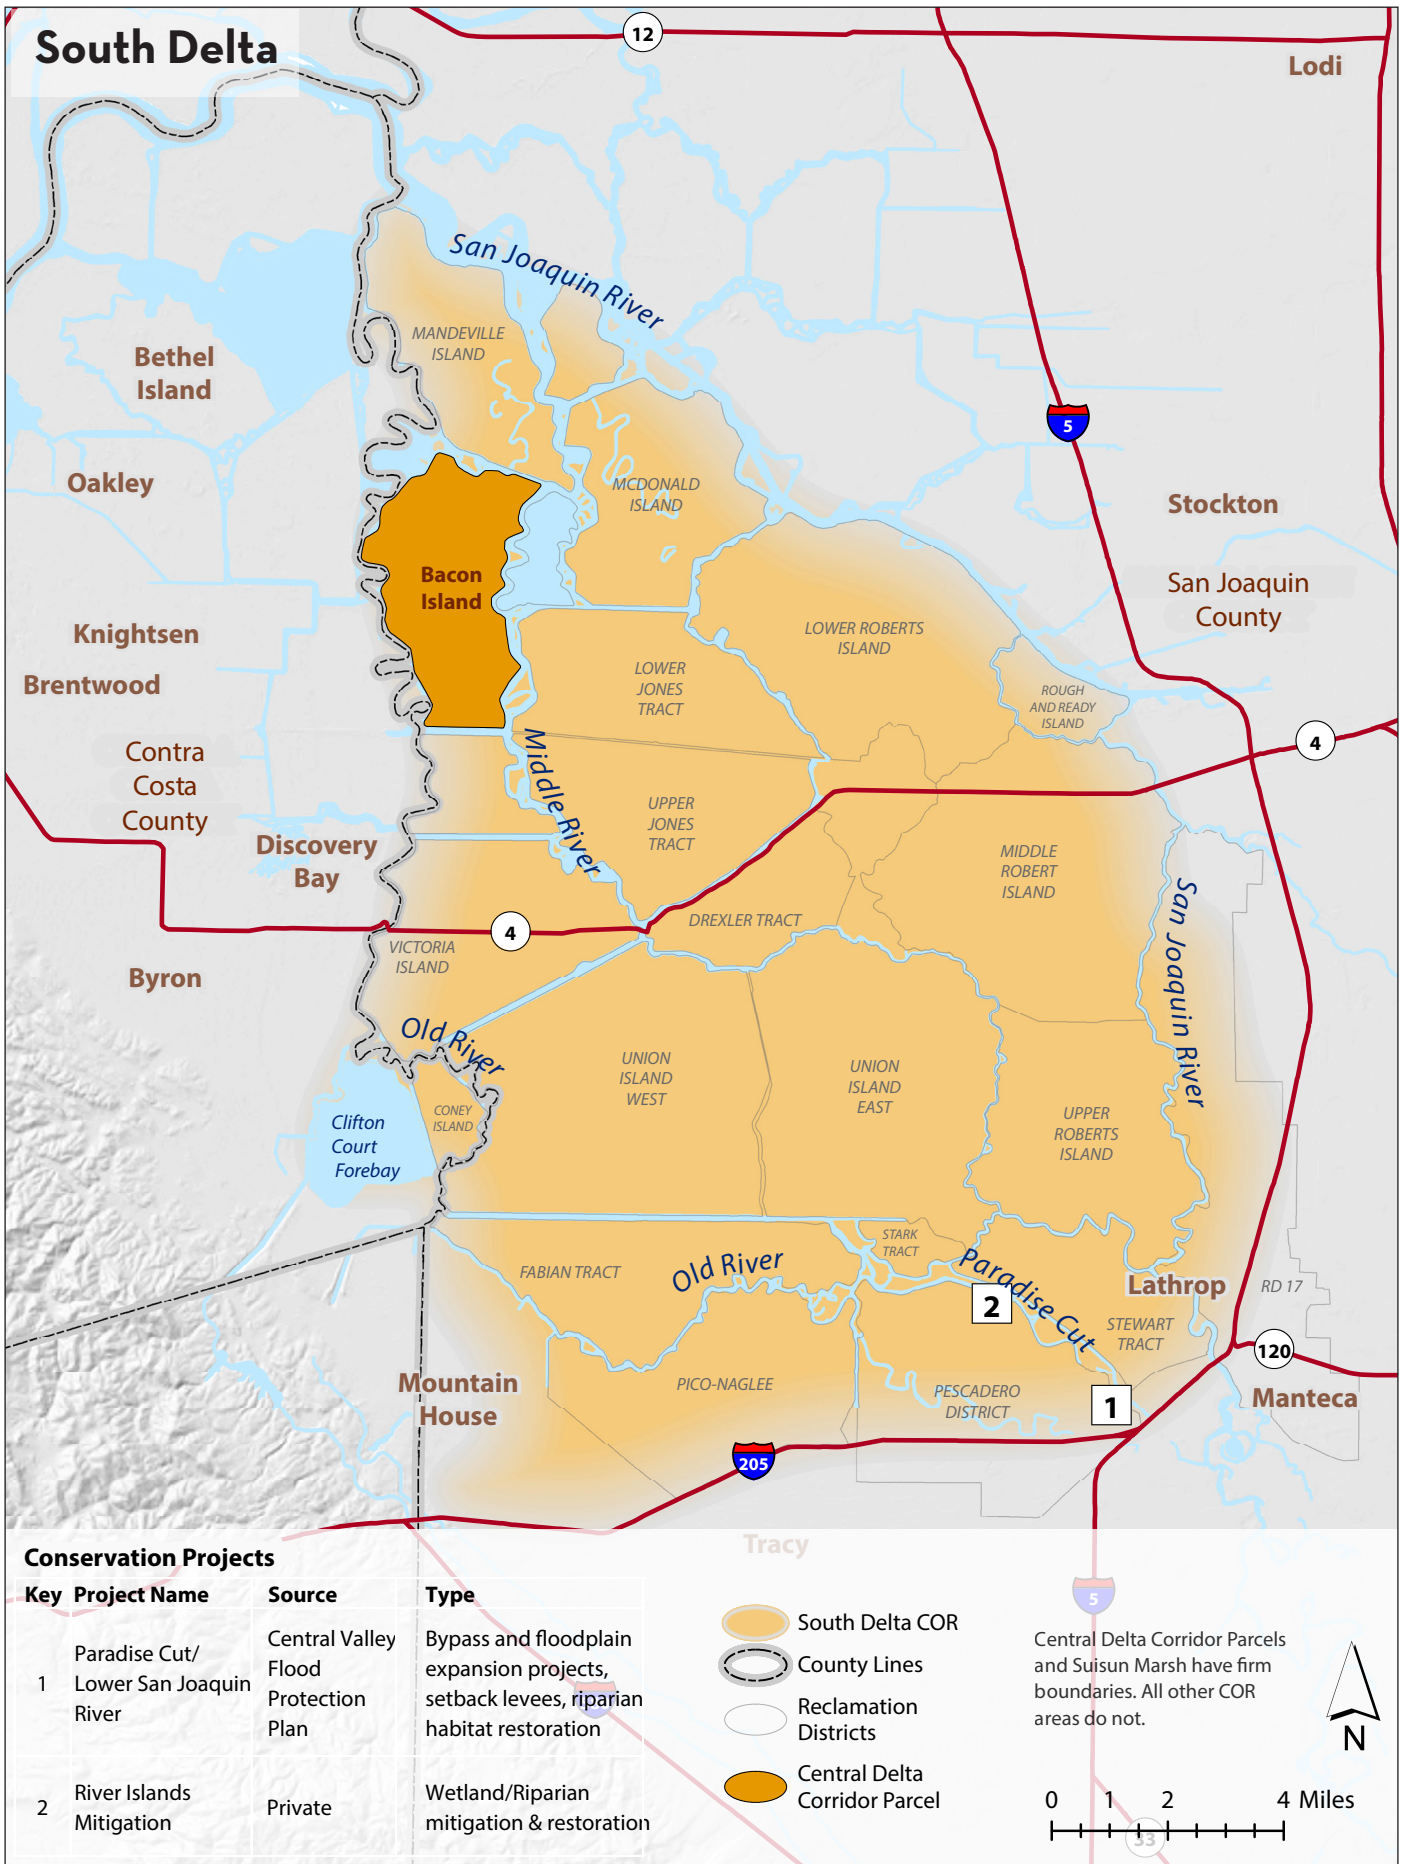 South Delta
12
Lodi
San Joaquin River
MANDEVILLE
ISLAND
Bethel
Island
5
Oakley
MCDONALD
ISLAND
Stockton
Bacon
Island
San Joaquin
County
Knightsen
LOWER ROBERTS
ISLAND
Brentwood
LOWER
JONES
TRACT
ROUGH
AND READY
ISLAND
Contra
Costa
County
Middle River
4
UPPER
JONES
TRACT
Discovery
Bay
MIDDLE
ROBERT
ISLAND
San Joaquin River
DREXLER TRACT
4
VICTORIA
ISLAND
Byron
Old River
UNION
ISLAND
WEST
UNION
ISLAND
EAST
CONEY
ISLAND
Clifton
Court
Forebay
UPPER
ROBERTS
ISLAND
STARK
TRACT
FABIAN TRACT
Old River
Paradise Cut
Lathrop
RD 17
2
STEWART
TRACT
120
Mountain
House
PICO-NAGLEE
PESCADERO
DISTRICT
1
Manteca
205
Tracy
Conservation Projects
Key Project Name Source Type
1
Paradise Cut/
Lower San Joaquin
River
Central Valley
Flood
Protection
Plan
Bypass and floodplain
expansion projects,
setback levees, riparian
habitat restoration
2
River Islands
Mitigation
Private
Wetland/Riparian
mitigation & restoration
South Delta COR
County Lines
Reclamation
Districts
Central Delta
Corridor Parcel
5
Central Delta Corridor Parcels
and Suisun Marsh have firm
boundaries. All other COR
areas do not.
N
0 1 2 4 Miles
33